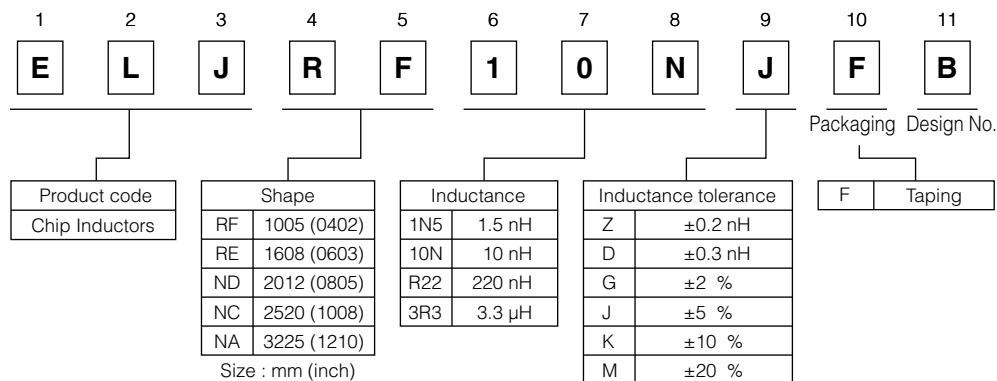 1 2 3 4 5 6 7 8 9 10 11
E L J R F 1 0 N J F B
Packaging Design No.
Product code
Chip Inductors
Shape
RF 1005 (0402)
RE 1608 (0603)
ND 2012 (0805)
NC 2520 (1008)
NA 3225 (1210)
Size : mm (inch)
Inductance
1N5 1.5 nH
10N 10 nH
R22 220 nH
3R3 3.3 μH
Inductance tolerance
Z ±0.2 nH
D ±0.3 nH
G ±2 %
J ±5 %
K ±10 %
M ±20 %
F Taping